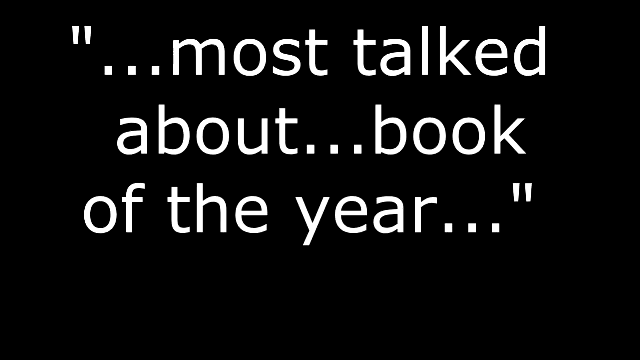 "...most talked
about...book
of the year..."